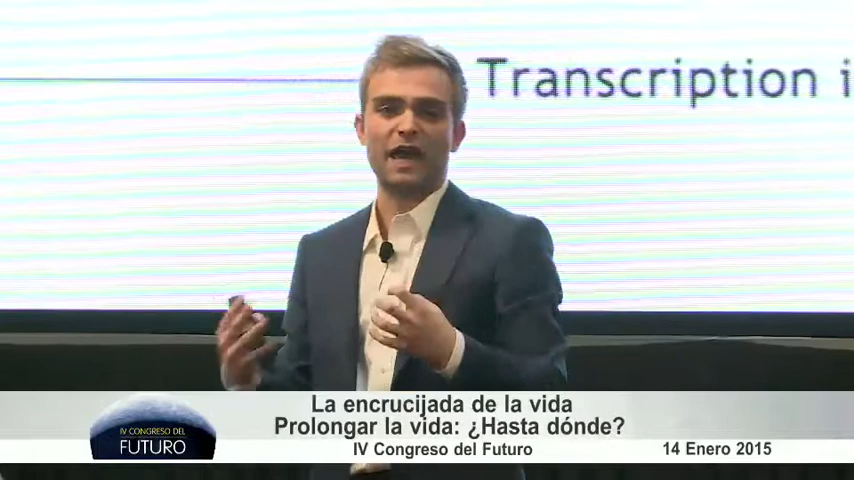 Transcription i
La encrucijada de la vida
Prolongar la vida: ¿Hasta dónde?
IV CONGRESO DEL
FUTURO
IV Congreso del Futuro
14 Enero 2015